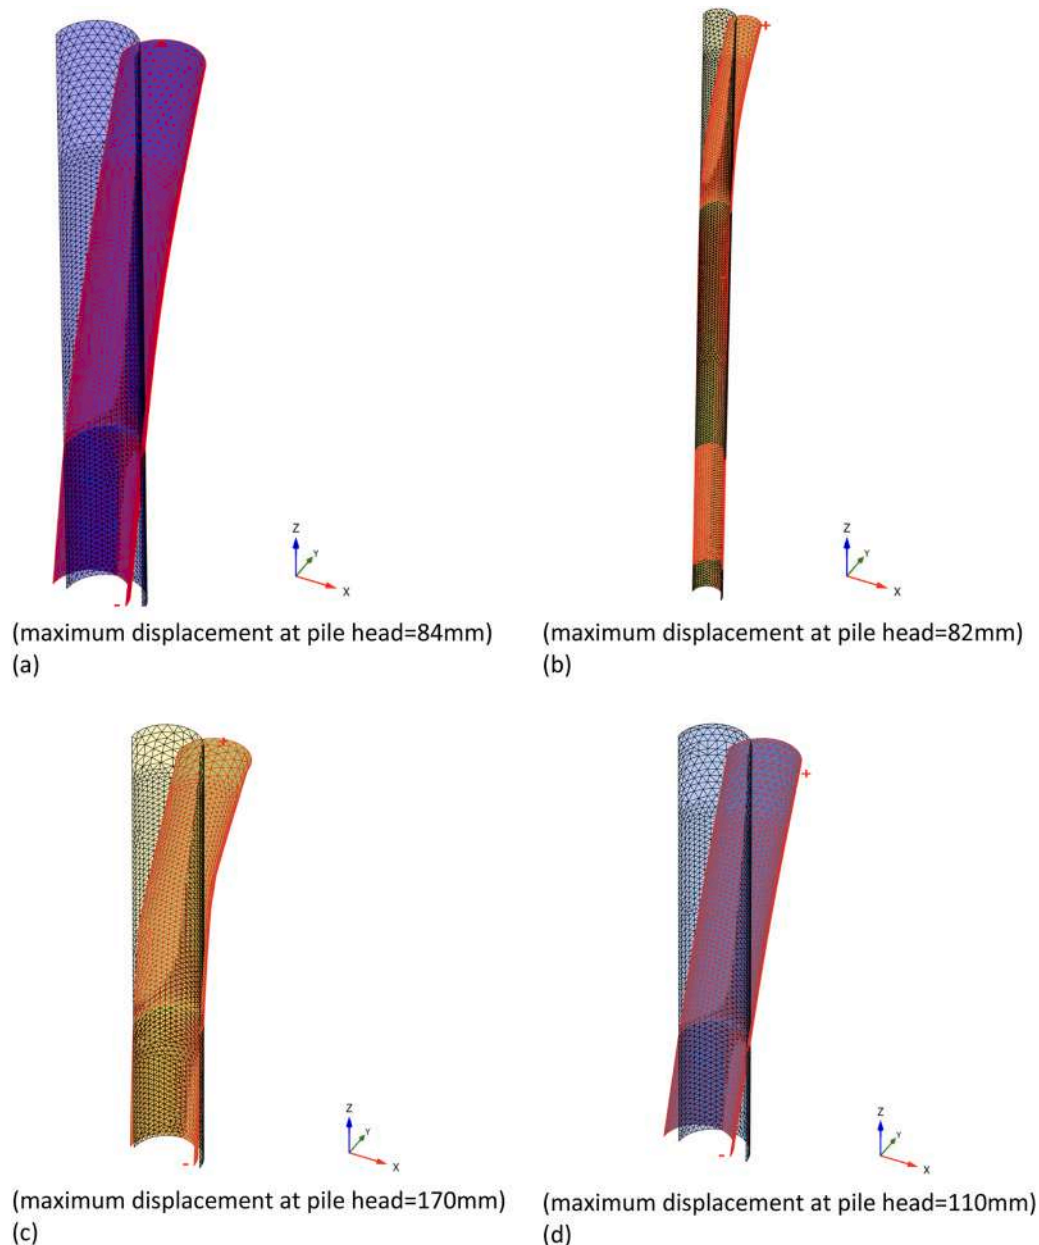 Z
Y
X
(maximum displacement at pile head=84mm)
(a)
Z
Y
X
(maximum displacement at pile head=82mm)
(b)
Z
Y
X
(maximum displacement at pile head=170mm)
(c)
Z
Y
X
(maximum displacement at pile head=110mm)
(d)